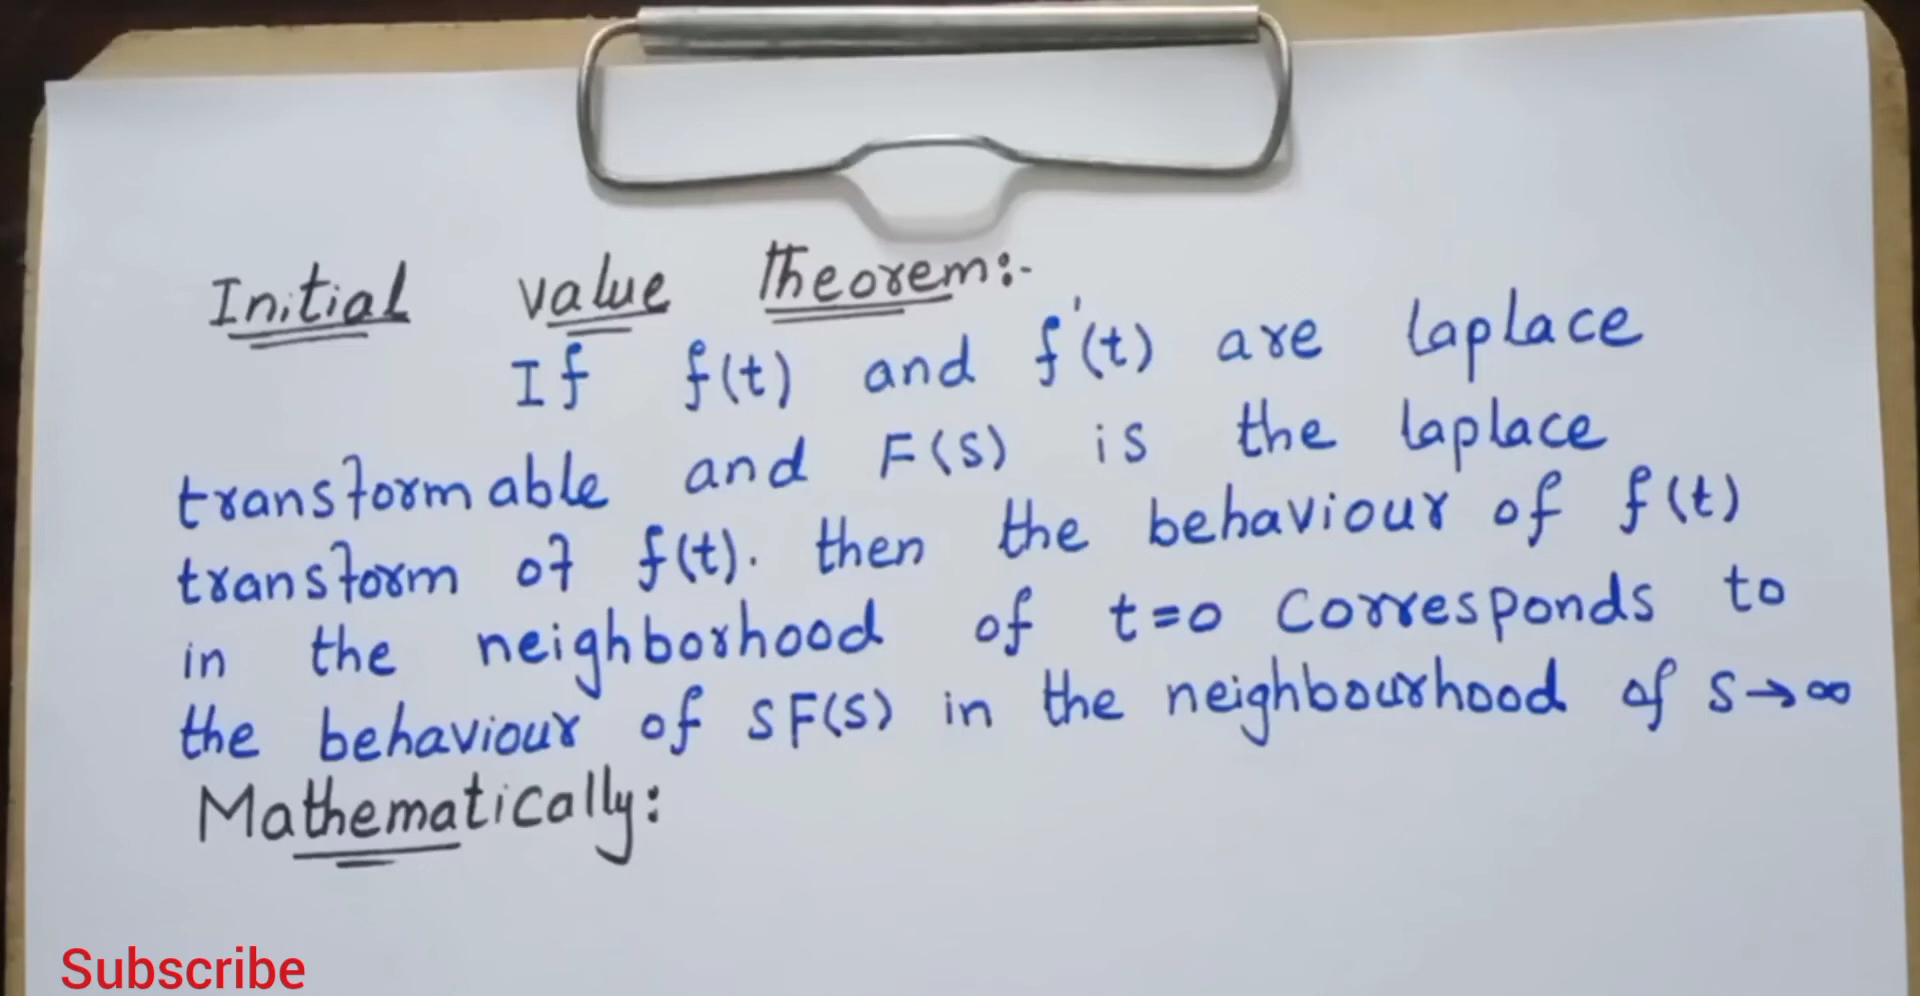 Initial value theorem:-
If f(t) and f'(t) are laplace
transformable and F(s) is the laplace
transform of f(t). then the behaviour of f(t)
in the neighborhood of t=0 corresponds to
the behaviour of SF(S) in the neighbourhood of S→∞
Mathematically:
Subscribe